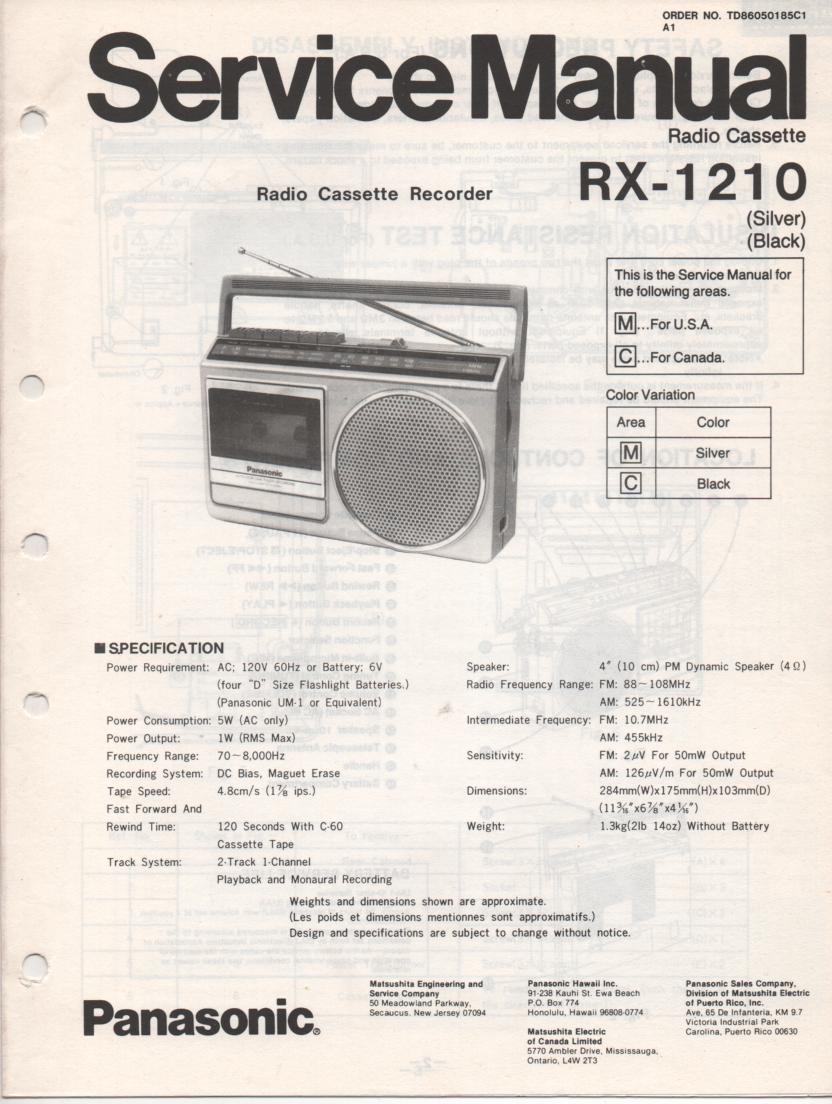 ORDER NO. TD86050185C1
A1
Service Manual
Radio Cassette
RX-1210
Radio Cassette Recorder
(Silver)
(Black)
This is the Service Manual for
the following areas.
M...For U.S.A.
C...For Canada.
Color Variation
Area Color
M Silver
C Black
Panasonic
■ SPECIFICATION
Power Requirement: AC; 120V 60Hz or Battery; 6V
(four "D" Size Flashlight Batteries.)
(Panasonic UM-1 or Equivalent)
Power Consumption: 5W (AC only)
Power Output: 1W (RMS Max)
Frequency Range: 70~8,000Hz
Recording System: DC Bias, Maguet Erase
Tape Speed: 4.8cm/s (1⅞ ips.)
Fast Forward And
Rewind Time: 120 Seconds With C-60
Cassette Tape
Track System: 2-Track 1-Channel
Playback and Monaural Recording
Speaker: 4″ (10 cm) PM Dynamic Speaker (4 Ω)
Radio Frequency Range: FM: 88~108MHz
AM: 525~1610kHz
Intermediate Frequency: FM: 10.7MHz
AM: 455kHz
Sensitivity: FM: 2μV For 50mW Output
AM: 126μV/m For 50mW Output
Dimensions: 284mm(W)x175mm(H)x103mm(D)
(11³⁄₁₆″x6⅞″x4¹⁄₁₆″)
Weight: 1.3kg(2lb 14oz) Without Battery
Weights and dimensions shown are approximate.
(Les poids et dimensions mentionnes sont approximatifs.)
Design and specifications are subject to change without notice.
Panasonic®
Matsushita Engineering and
Service Company
50 Meadowland Parkway,
Secaucus. New Jersey 07094
Panasonic Hawaii Inc.
91-238 Kauhi St. Ewa Beach
P.O. Box 774
Honolulu, Hawaii 96808-0774
Matsushita Electric
of Canada Limited
5770 Ambler Drive, Mississauga,
Ontario, L4W 2T3
Panasonic Sales Company,
Division of Matsushita Electric
of Puerto Rico, Inc.
Ave, 65 De Infanteria, KM 9.7
Victoria Industrial Park
Carolina, Puerto Rico 00630